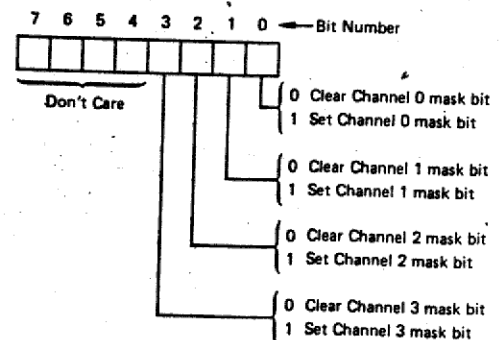 7 6 5 4 3 2 1 0 Bit Number
Don't Care
0 Clear Channel 0 mask bit
1 Set Channel 0 mask bit
0 Clear Channel 1 mask bit
1 Set Channel 1 mask bit
0 Clear Channel 2 mask bit
1 Set Channel 2 mask bit
0 Clear Channel 3 mask bit
1 Set Channel 3 mask bit